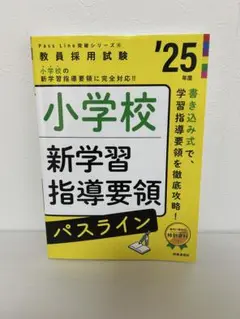 Pass Line突破シリーズ④
教員採用試験
小学校の
新学習指導要領に完全対応!!
'25
年度
書き込み式で、
学習指導要領を徹底攻略!
小学校
新学習
指導要領
パスライン